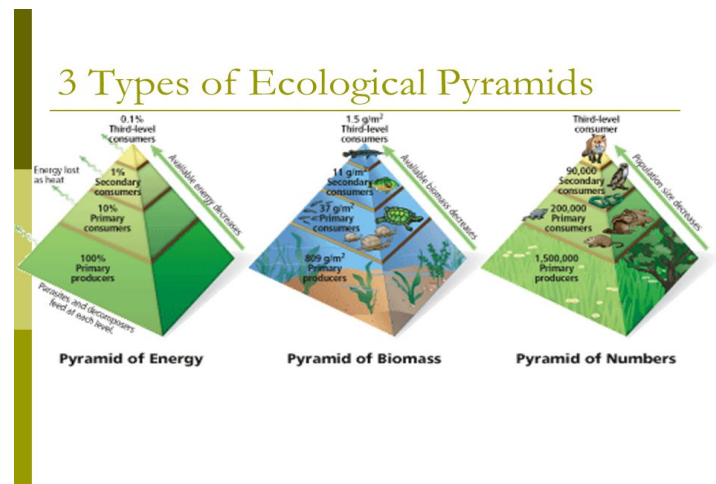 3 Types of Ecological Pyramids
0.1%
Third-level
consumers
Energy lost
as heat
Available energy decreases
1%
Secondary
consumers
10%
Primary
consumers
100%
Primary
producers
Parasites and decomposers
feed at each level.
Pyramid of Energy
1.5 g/m²
Third-level
consumers
Available biomass decreases
11 g/m²
Secondary
consumers
37 g/m²
Primary
consumers
809 g/m²
Primary
producers
Pyramid of Biomass
Third-level
consumer
Population size decreases
90,000
Secondary
consumers
200,000
Primary
consumers
1,500,000
Primary
producers
Pyramid of Numbers